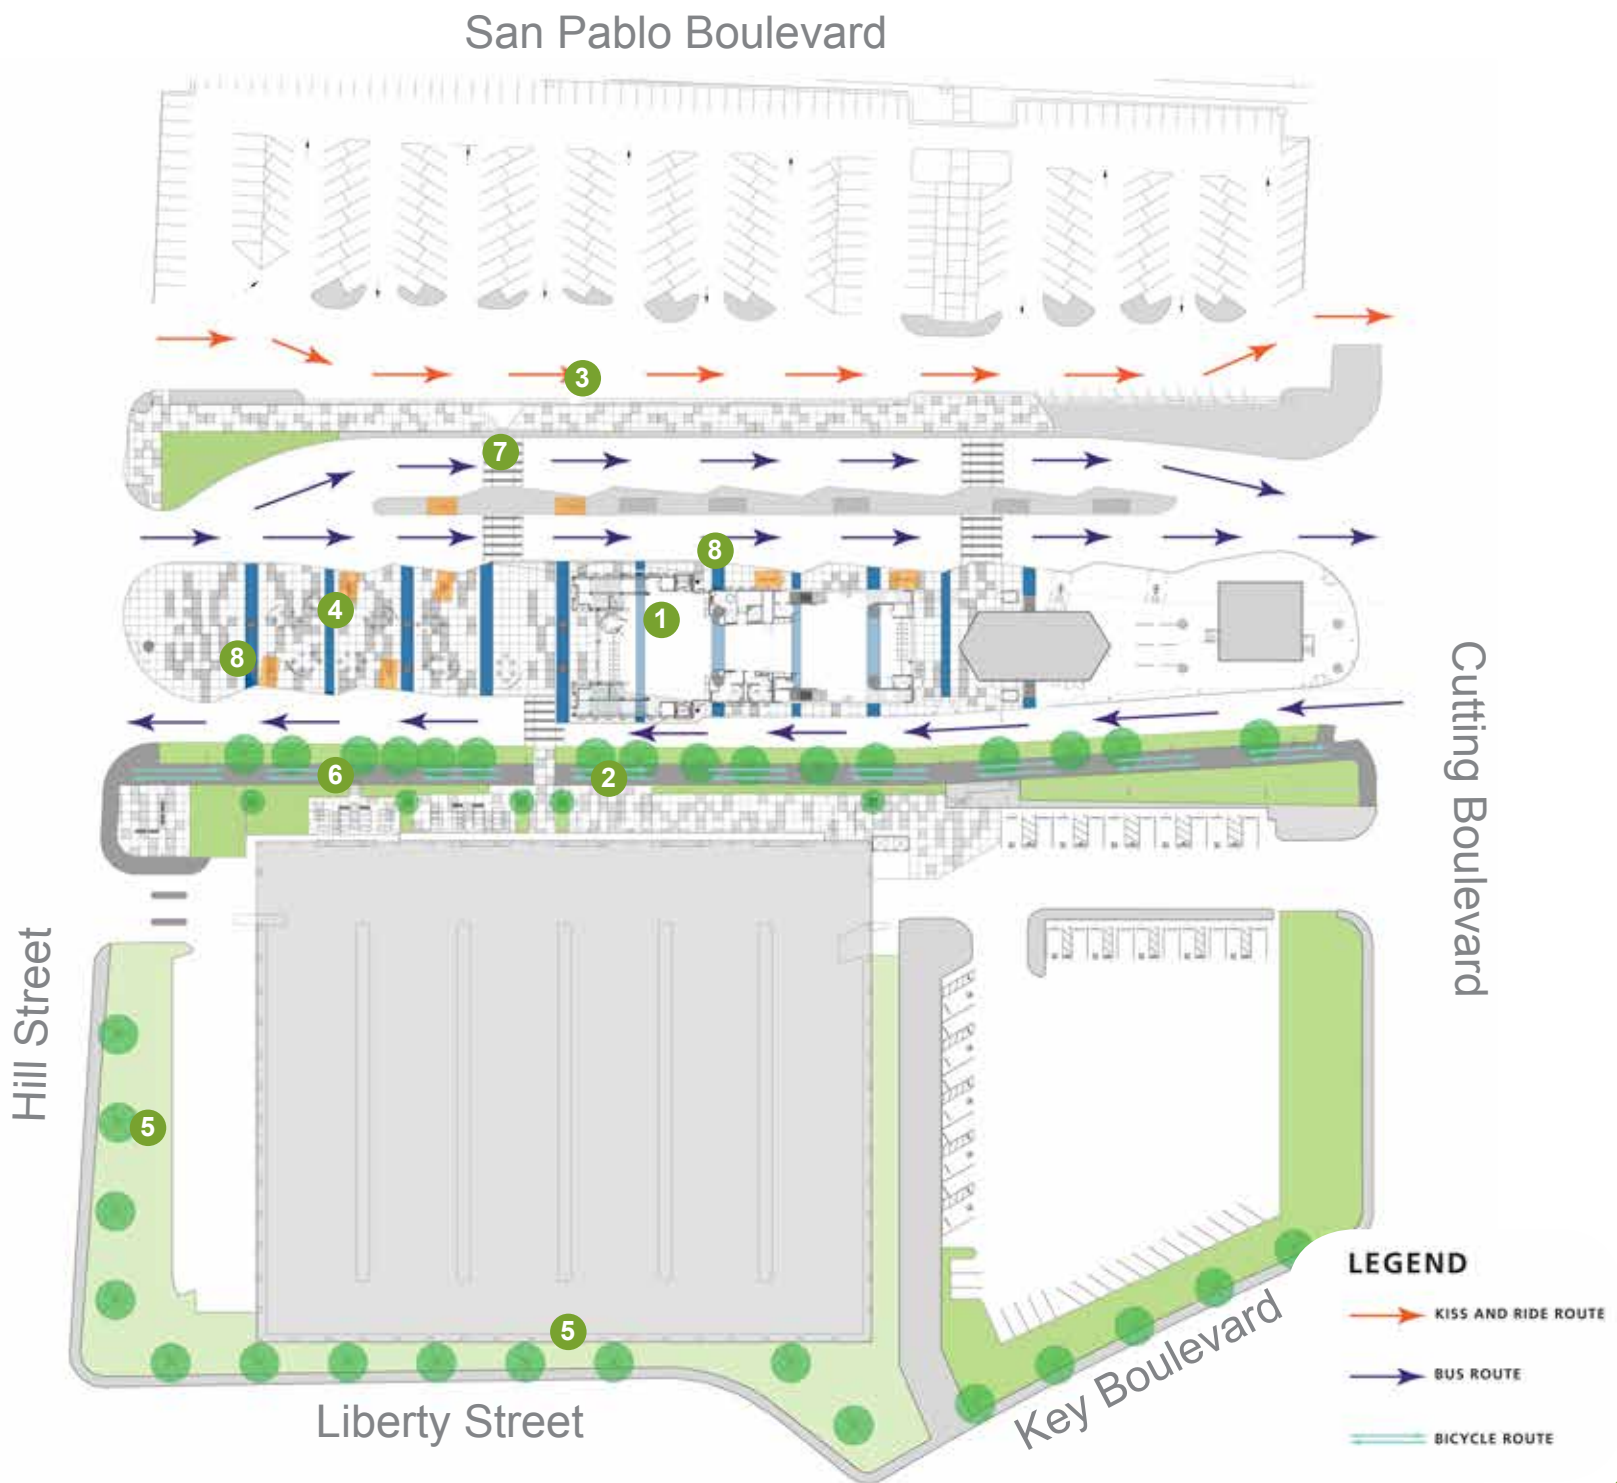 San Pablo Boulevard
3
7
8
4
1
8
6
2
Cutting Boulevard
Hill Street
5
5
LEGEND
KISS AND RIDE ROUTE
BUS ROUTE
BICYCLE ROUTE
Liberty Street
Key Boulevard